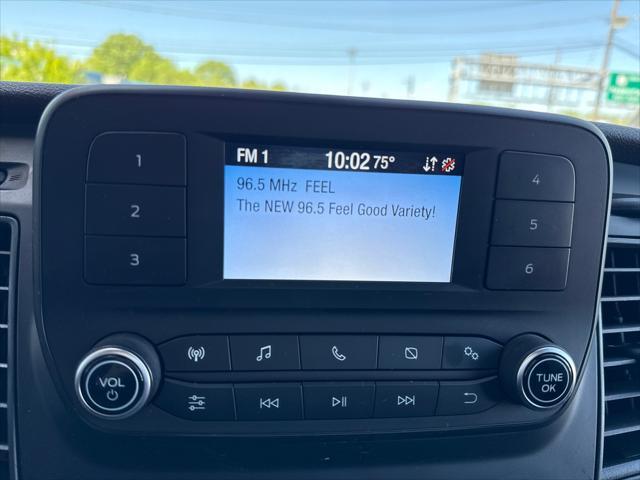 FM 1 10:02 75°
96.5 MHz FEEL
The NEW 96.5 Feel Good Variety!
1
2
3
4
5
6
VOL
TUNE
OK